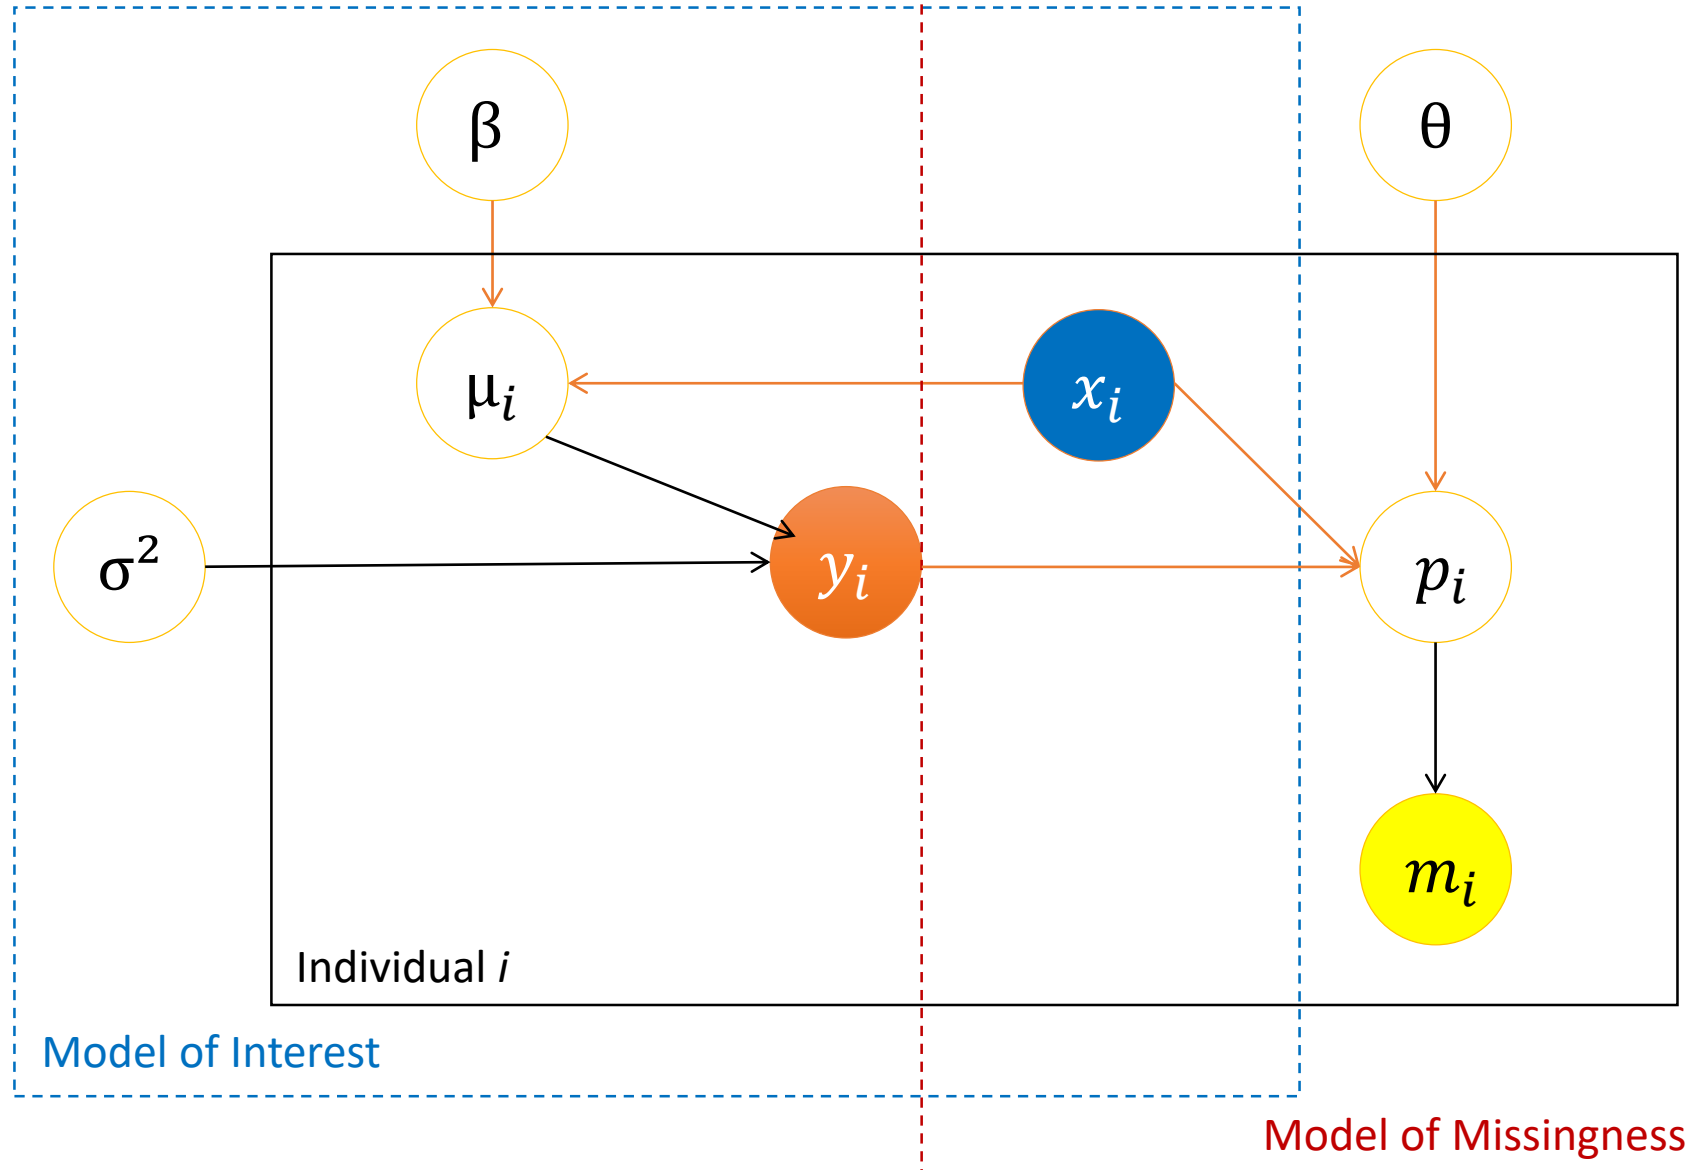 β
θ
μᵢ
xᵢ
σ²
yᵢ
pᵢ
mᵢ
Individual i
Model of Interest
Model of Missingness